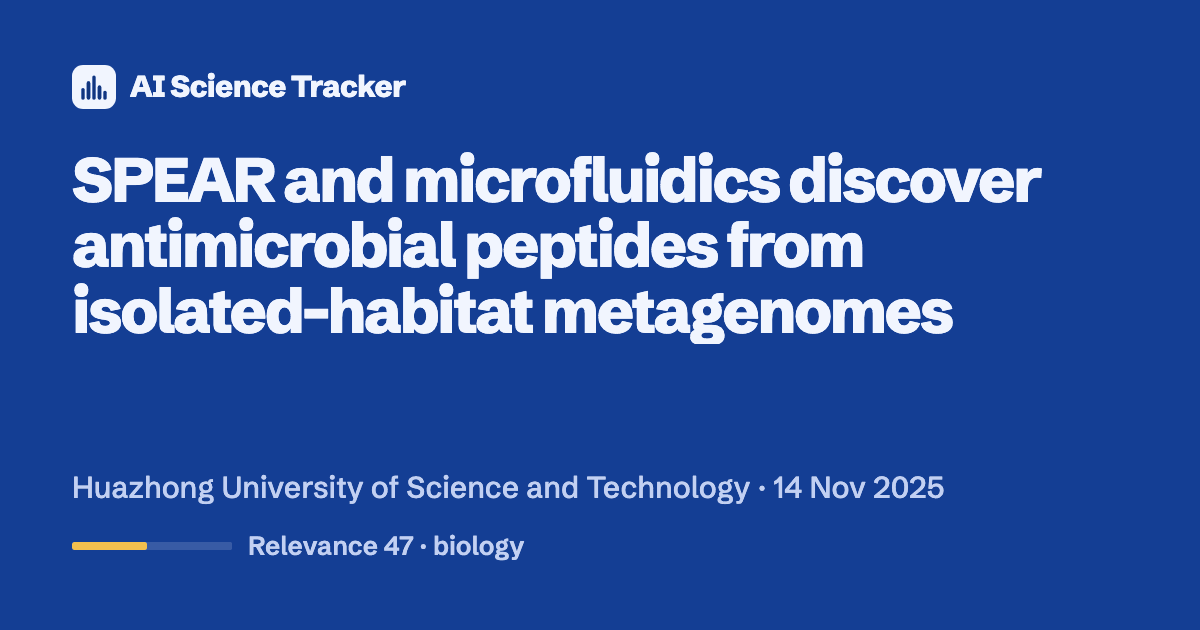 AI Science Tracker
SPEAR and microfluidics discover
antimicrobial peptides from
isolated-habitat metagenomes
Huazhong University of Science and Technology · 14 Nov 2025
Relevance 47 · biology